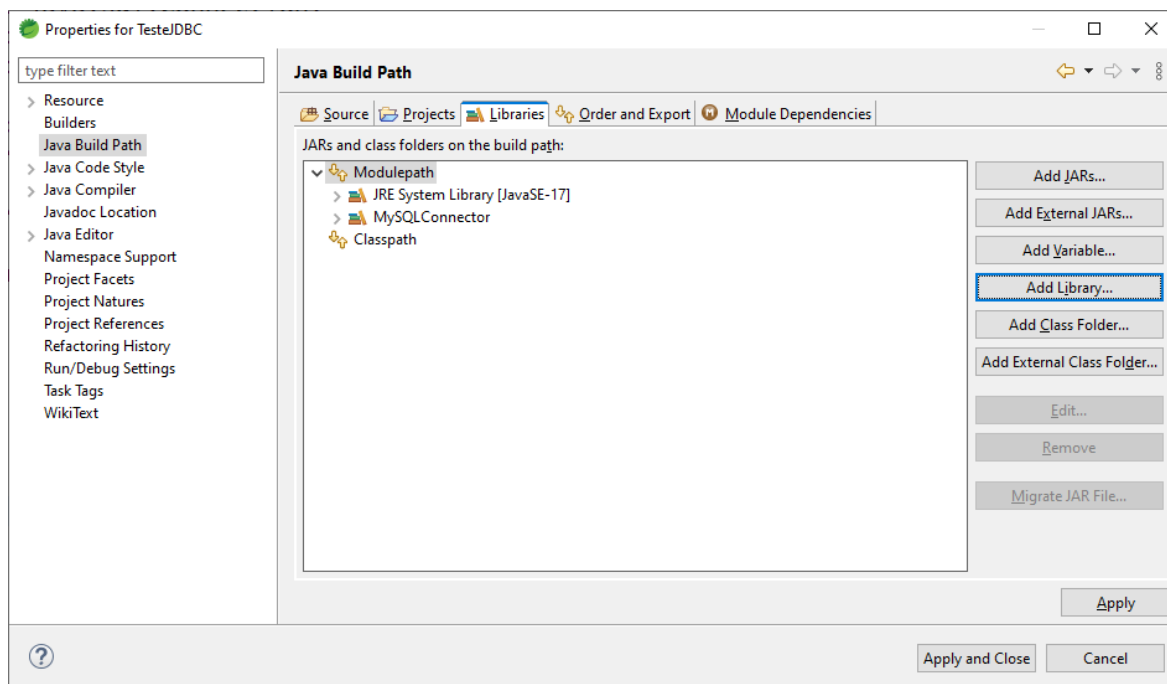 Properties for TesteJDBC
type filter text
Resource
Builders
Java Build Path
Java Code Style
Java Compiler
Javadoc Location
Java Editor
Namespace Support
Project Facets
Project Natures
Project References
Refactoring History
Run/Debug Settings
Task Tags
WikiText
Java Build Path
Source Projects Libraries Order and Export Module Dependencies
JARs and class folders on the build path:
Modulepath
JRE System Library [JavaSE-17]
MySQLConnector
Classpath
Add JARs...
Add External JARs...
Add Variable...
Add Library...
Add Class Folder...
Add External Class Folder...
Edit...
Remove
Migrate JAR File...
Apply
?
Apply and Close Cancel